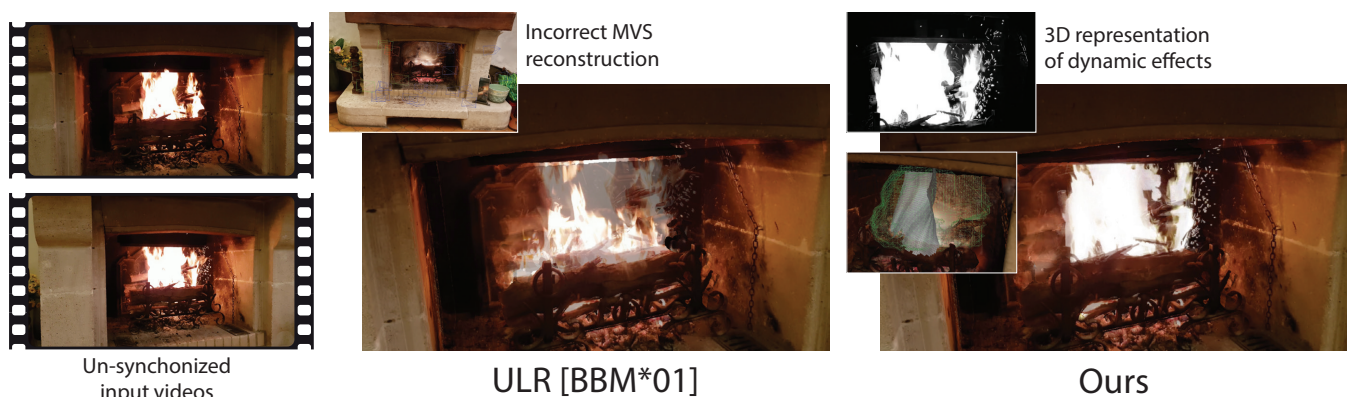 Un-synchonized
input videos
Incorrect MVS
reconstruction
ULR [BBM*01]
3D representation
of dynamic effects
Ours